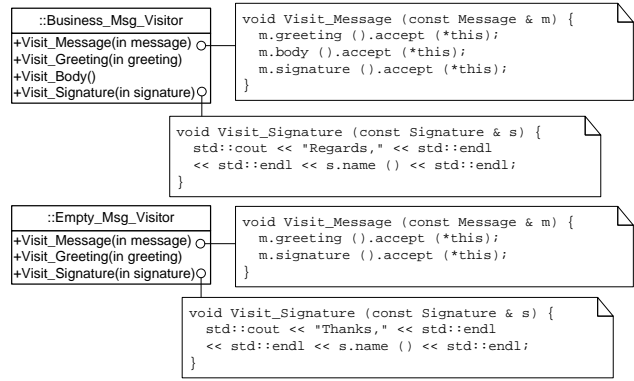 ::Business_Msg_Visitor
+Visit_Message(in message)
+Visit_Greeting(in greeting)
+Visit_Body()
+Visit_Signature(in signature)
void Visit_Message (const Message & m) {
  m.greeting ().accept (*this);
  m.body ().accept (*this);
  m.signature ().accept (*this);
}
void Visit_Signature (const Signature & s) {
  std::cout << "Regards," << std::endl
  << std::endl << s.name () << std::endl;
}
::Empty_Msg_Visitor
+Visit_Message(in message)
+Visit_Greeting(in greeting)
+Visit_Signature(in signature)
void Visit_Message (const Message & m) {
  m.greeting ().accept (*this);
  m.signature ().accept (*this);
}
void Visit_Signature (const Signature & s) {
  std::cout << "Thanks," << std::endl
  << std::endl << s.name () << std::endl;
}